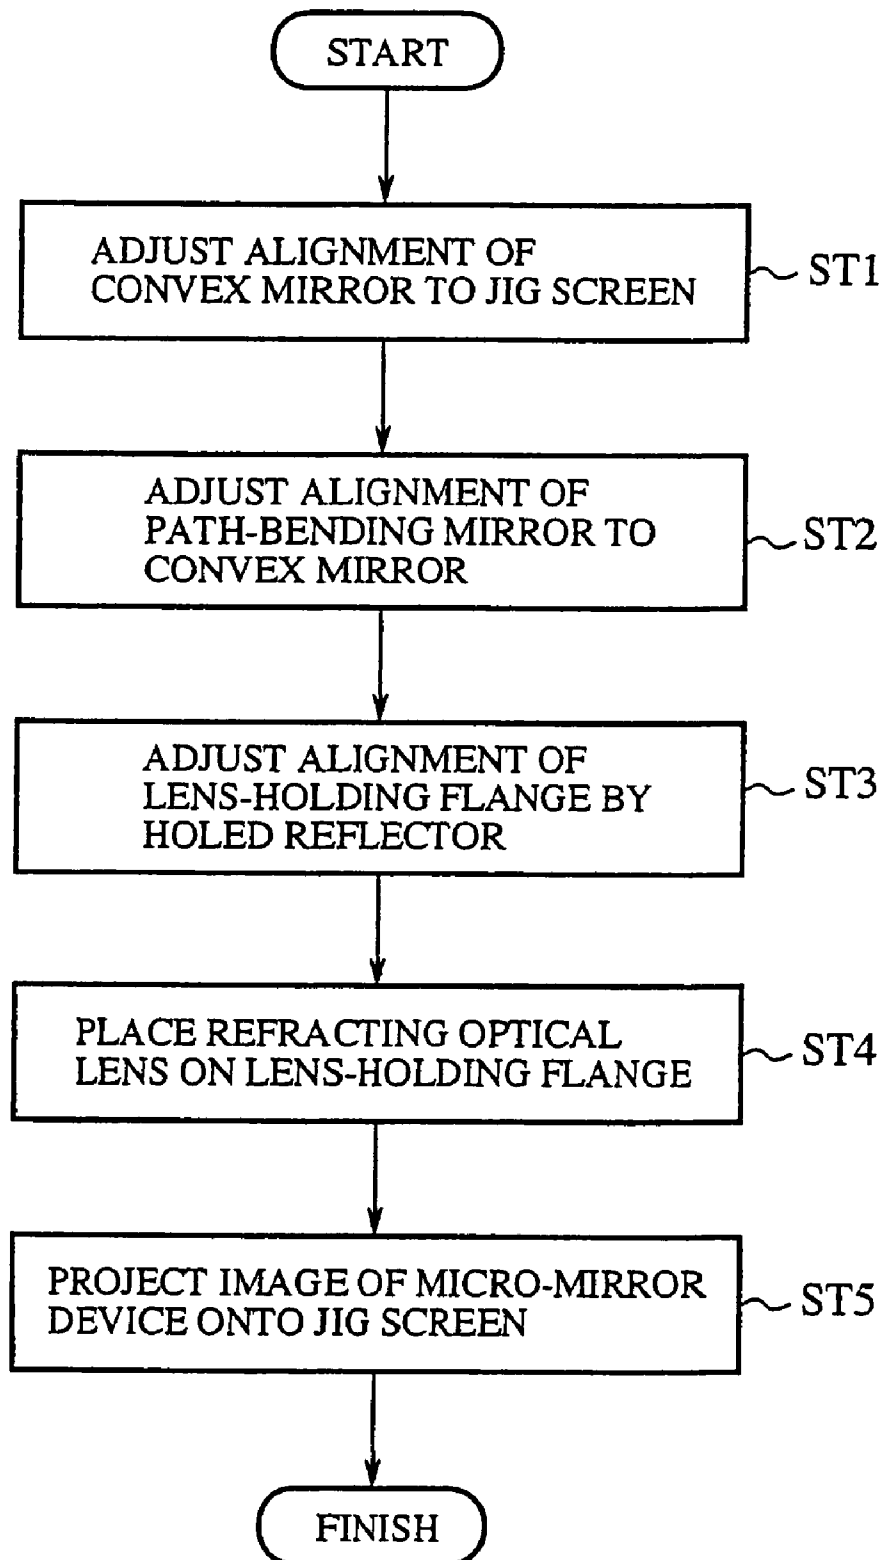 START
ADJUST ALIGNMENT OF
CONVEX MIRROR TO JIG SCREEN
ST1
ADJUST ALIGNMENT OF
PATH-BENDING MIRROR TO
CONVEX MIRROR
ST2
ADJUST ALIGNMENT OF
LENS-HOLDING FLANGE BY
HOLED REFLECTOR
ST3
PLACE REFRACTING OPTICAL
LENS ON LENS-HOLDING FLANGE
ST4
PROJECT IMAGE OF MICRO-MIRROR
DEVICE ONTO JIG SCREEN
ST5
FINISH